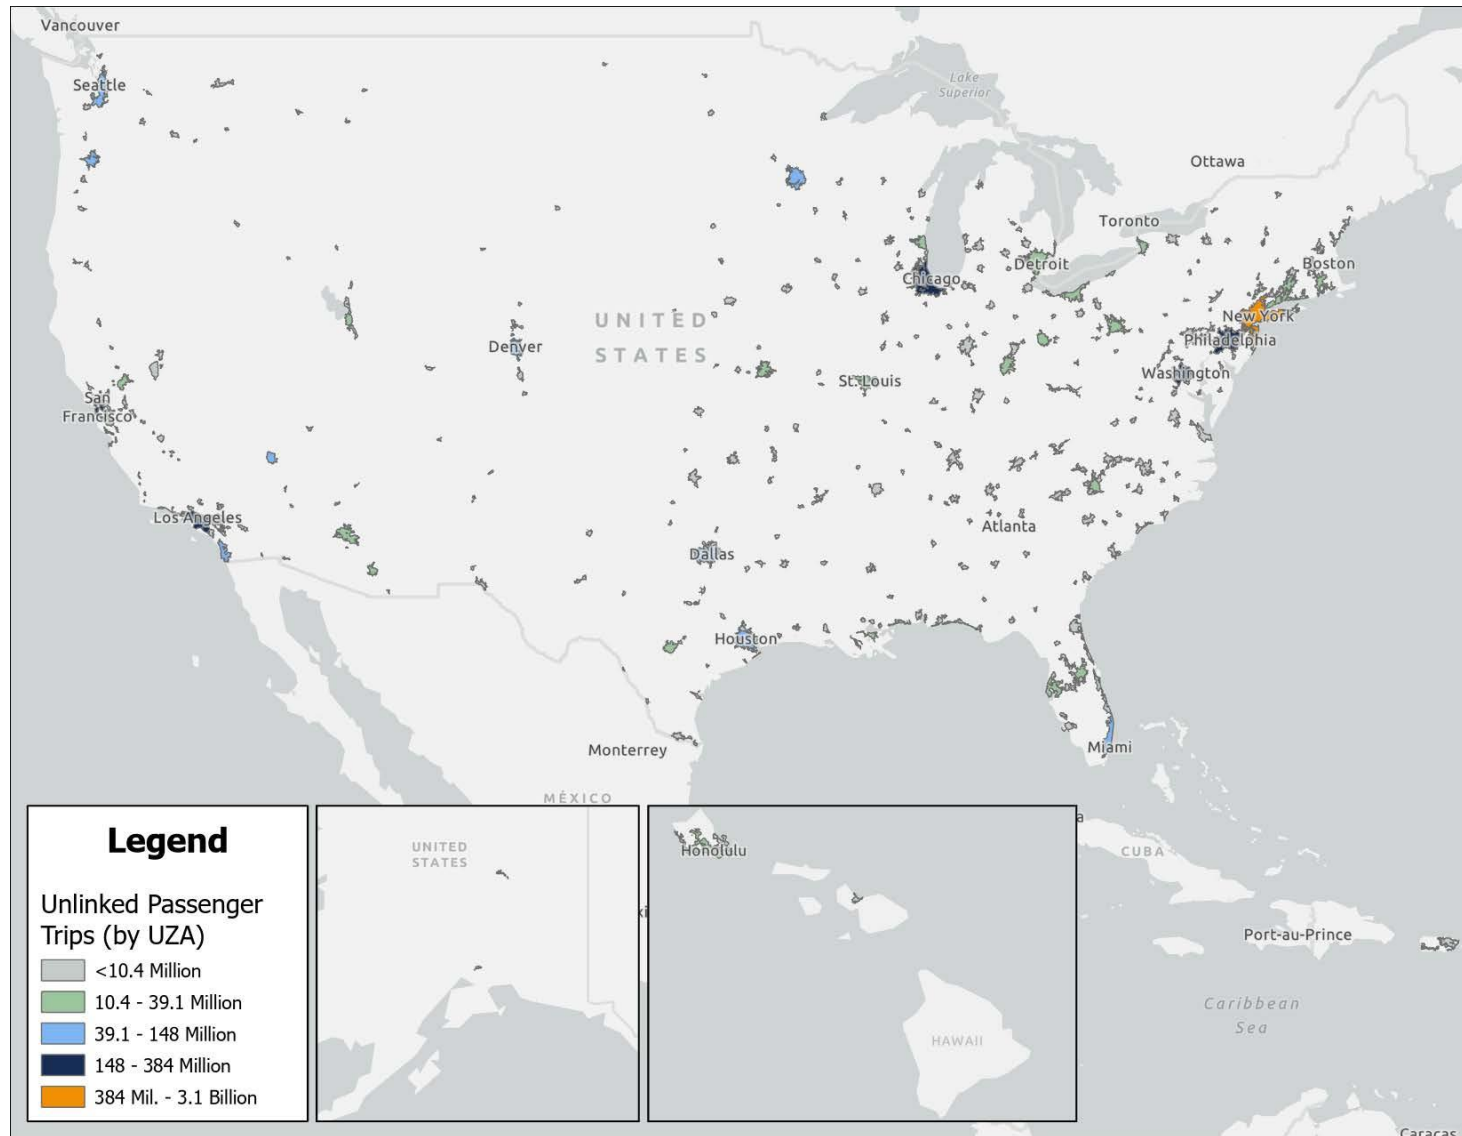 Vancouver
Seattle
Lake
Superior
Ottawa
Toronto
Detroit
Boston
Chicago
New York
Philadelphia
UNITED
STATES
Denver
St. Louis
Washington
San
Francisco
Los Angeles
Atlanta
Dallas
Houston
Monterrey
Miami
MÉXICO
Legend
Unlinked Passenger
Trips (by UZA)
<10.4 Million
10.4 - 39.1 Million
39.1 - 148 Million
148 - 384 Million
384 Mil. - 3.1 Billion
UNITED
STATES
Honolulu
HAWAII
CUBA
Port-au-Prince
Caribbean
Sea
Caracas